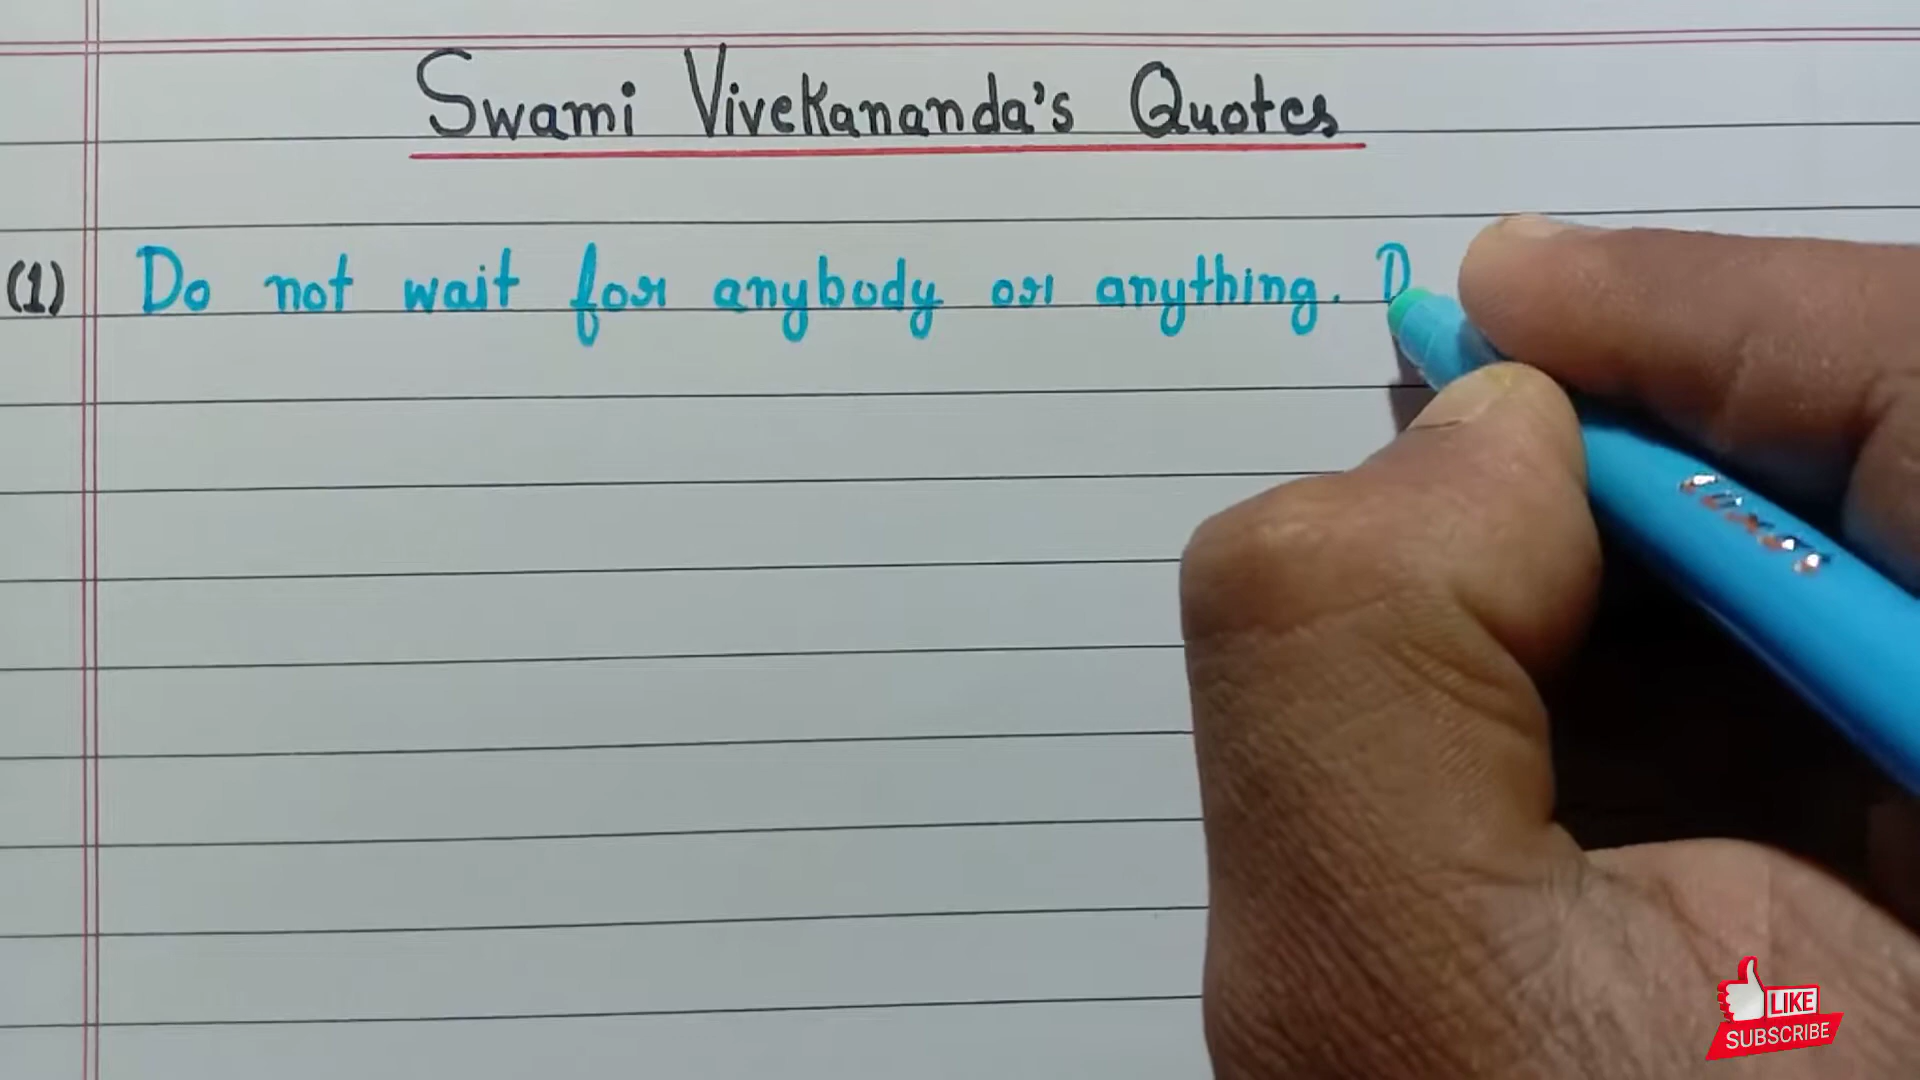 Swami Vivekananda's Quotes
(1) Do not wait for anybody or anything. D
LIKE
SUBSCRIBE